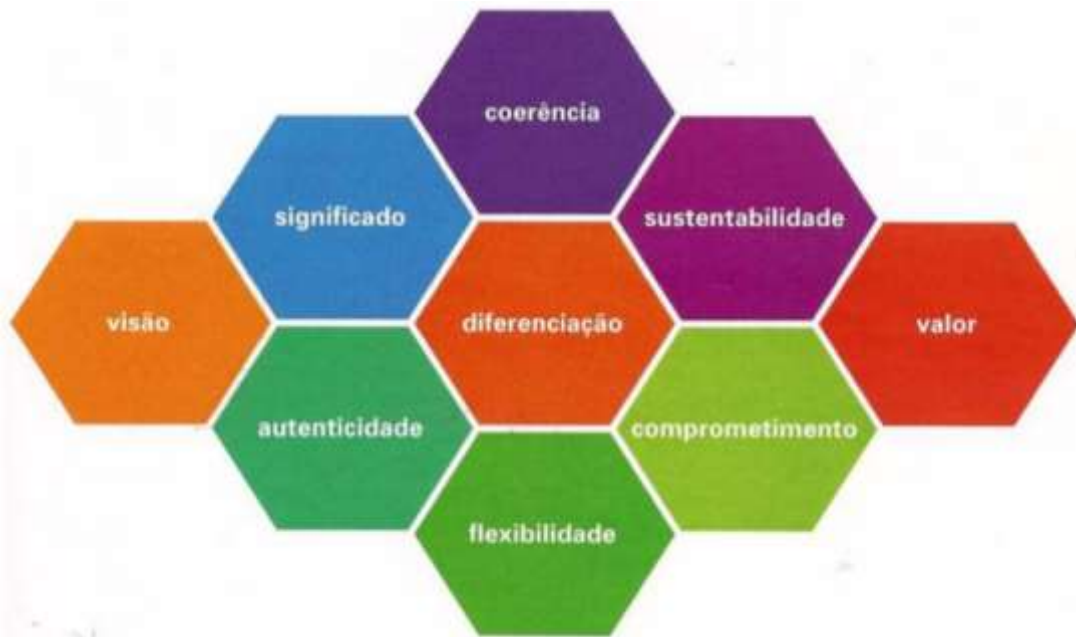 coerência
significado
sustentabilidade
visão
diferenciação
valor
autenticidade
comprometimento
flexibilidade